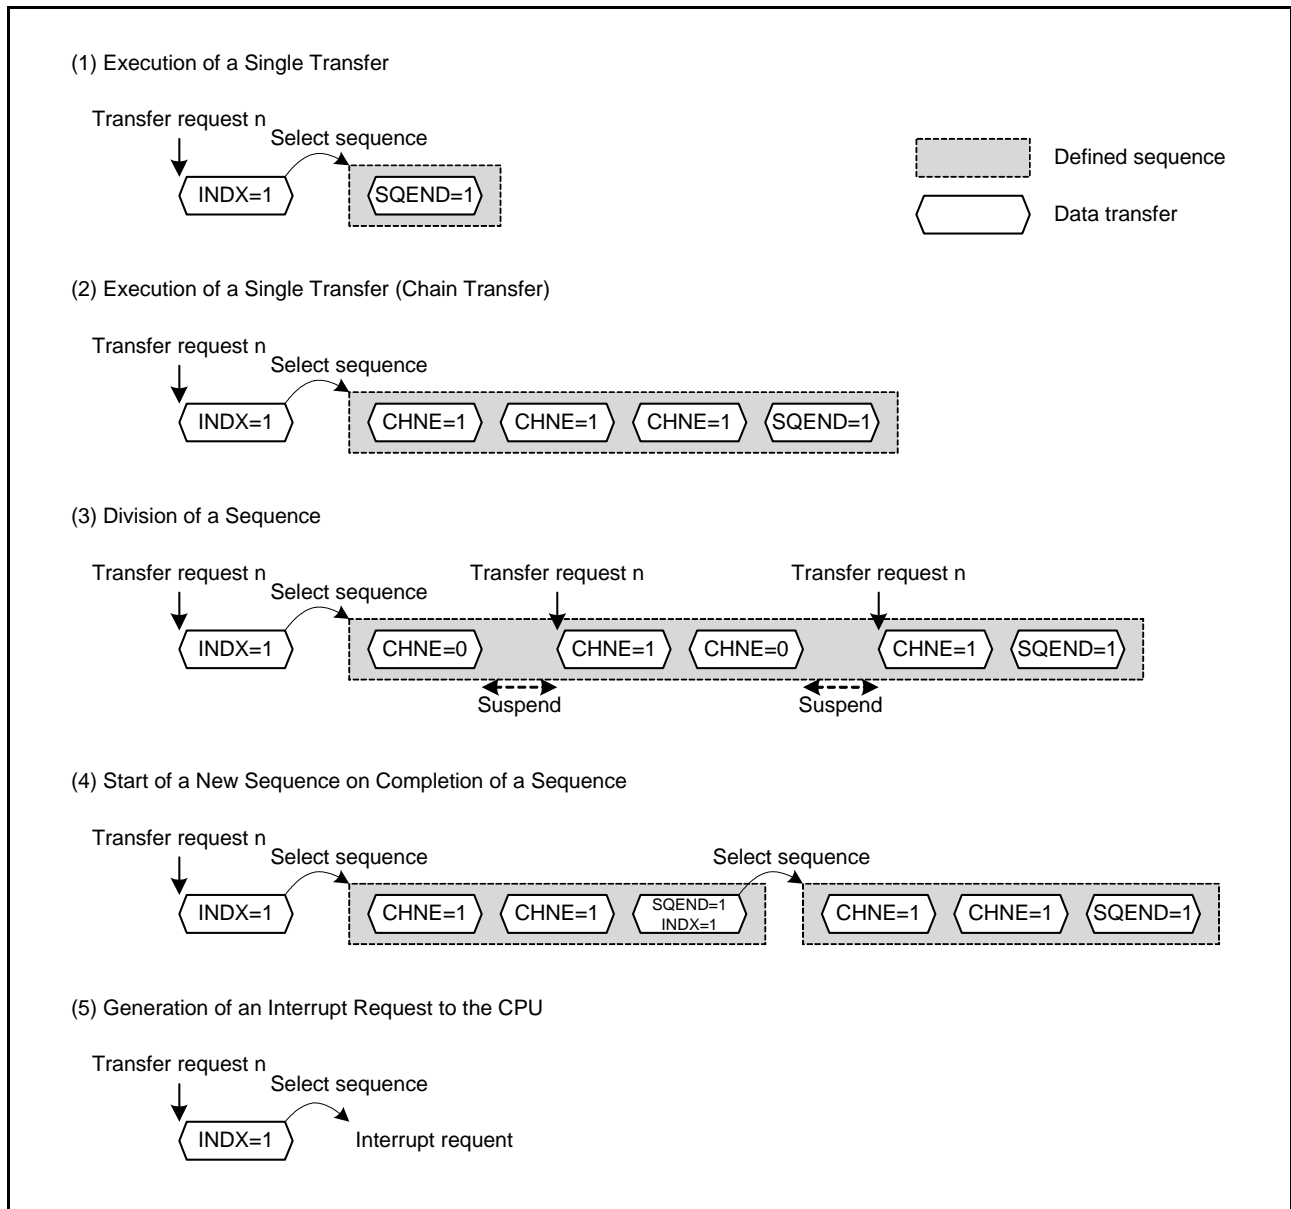 (1) Execution of a Single Transfer
Transfer request n
Select sequence
INDX=1
SQEND=1
Defined sequence
Data transfer
(2) Execution of a Single Transfer (Chain Transfer)
Transfer request n
Select sequence
INDX=1
CHNE=1
CHNE=1
CHNE=1
SQEND=1
(3) Division of a Sequence
Transfer request n
Select sequence
Transfer request n
Transfer request n
INDX=1
CHNE=0
CHNE=1
CHNE=0
CHNE=1
SQEND=1
Suspend
Suspend
(4) Start of a New Sequence on Completion of a Sequence
Transfer request n
Select sequence
Select sequence
INDX=1
CHNE=1
CHNE=1
SQEND=1
INDX=1
CHNE=1
CHNE=1
SQEND=1
(5) Generation of an Interrupt Request to the CPU
Transfer request n
Select sequence
INDX=1
Interrupt requent